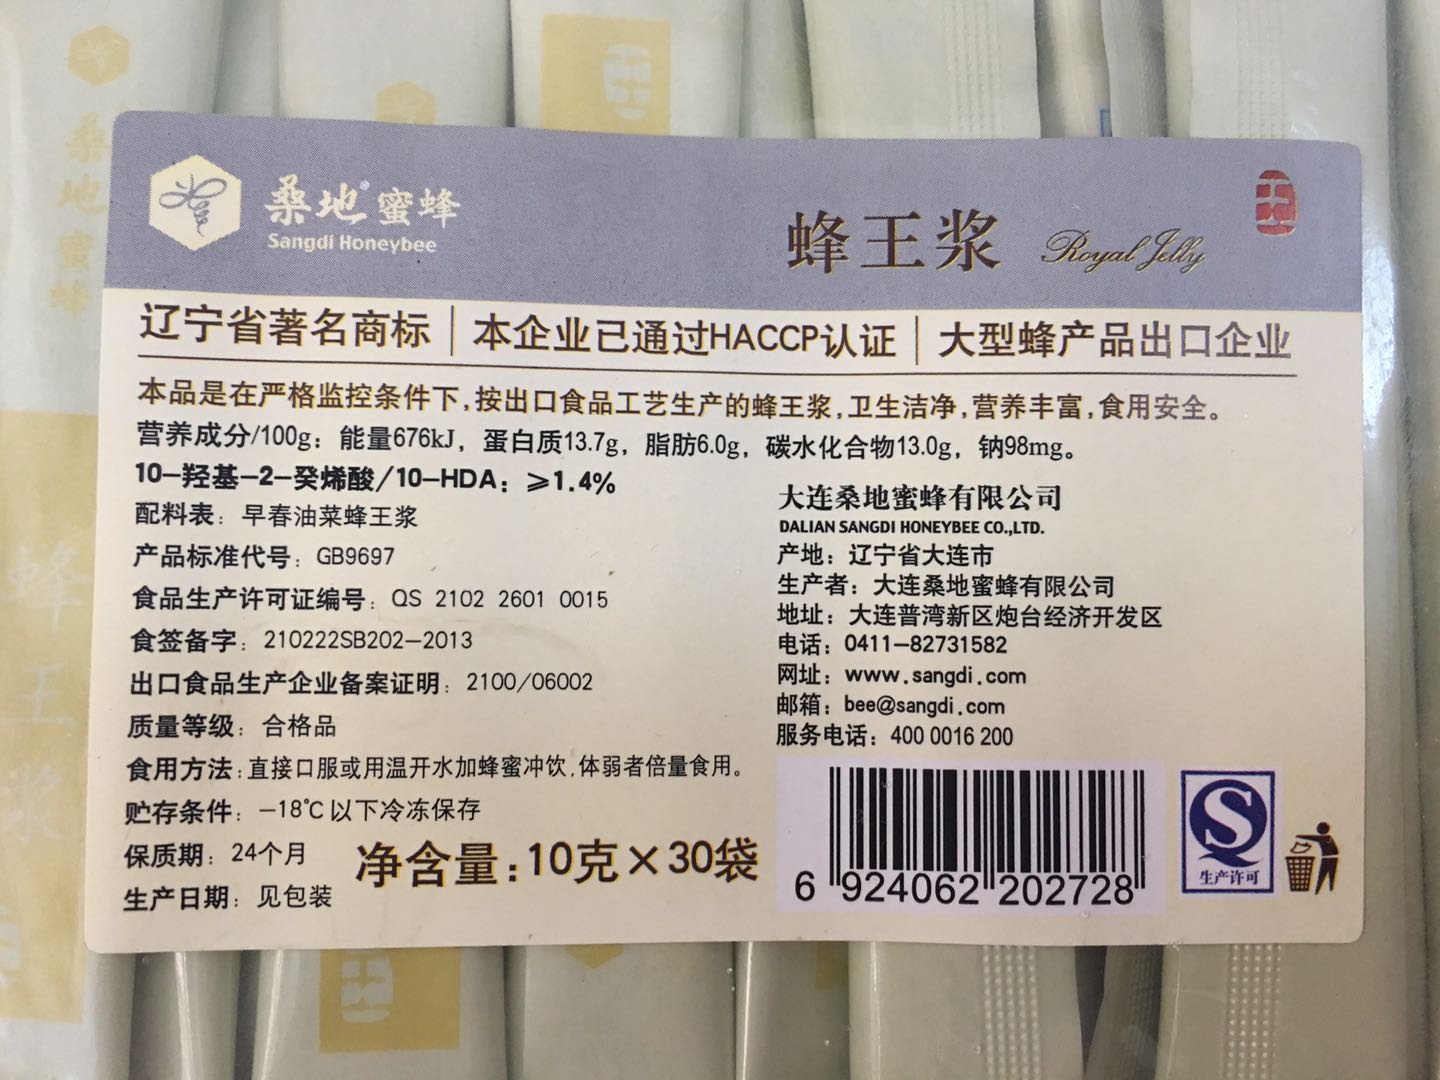 桑地®蜜蜂
Sangdi Honeybee
蜂王浆 Royal Jelly
辽宁省著名商标 | 本企业已通过HACCP认证 | 大型蜂产品出口企业
本品是在严格监控条件下,按出口食品工艺生产的蜂王浆,卫生洁净,营养丰富,食用安全。
营养成分/100g：能量676kJ，蛋白质13.7g，脂肪6.0g，碳水化合物13.0g，钠98mg。
10-羟基-2-癸烯酸/10-HDA：≥1.4%
配料表：早春油菜蜂王浆
产品标准代号：GB9697
食品生产许可证编号：QS 2102 2601 0015
食签备字：210222SB202-2013
出口食品生产企业备案证明：2100/06002
质量等级：合格品
食用方法:直接口服或用温开水加蜂蜜冲饮,体弱者倍量食用。
贮存条件：-18℃以下冷冻保存
保质期：24个月
生产日期：见包装
净含量:10克×30袋
大连桑地蜜蜂有限公司
DALIAN SANGDI HONEYBEE CO.,LTD.
产地：辽宁省大连市
生产者：大连桑地蜜蜂有限公司
地址：大连普湾新区炮台经济开发区
电话：0411-82731582
网址：www.sangdi.com
邮箱：bee@sangdi.com
服务电话：400 0016 200
6 924062 202728
生产许可
桑地蜜蜂
蜂王浆